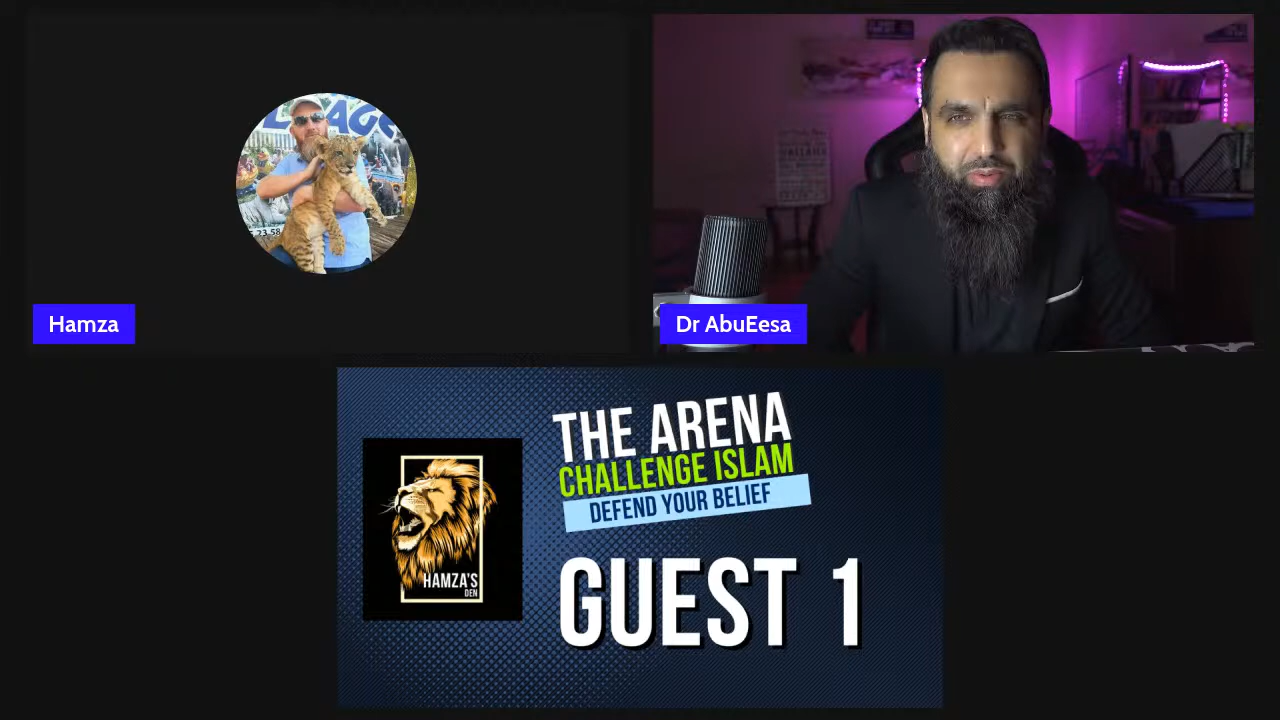 Hamza
Dr AbuEesa
THE ARENA
CHALLENGE ISLAM
DEFEND YOUR BELIEF
HAMZA'S
DEN
GUEST 1